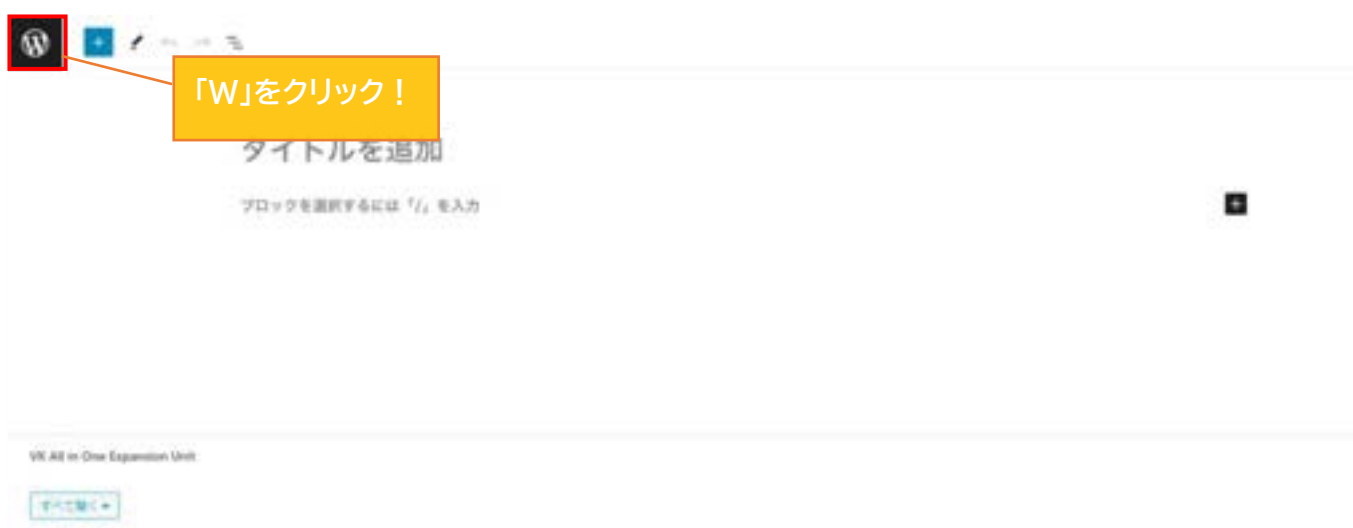 「W」をクリック！
タイトルを追加
ブロックを選択するには「/」を入力
VK All in One Expansion Unit
すべて開く